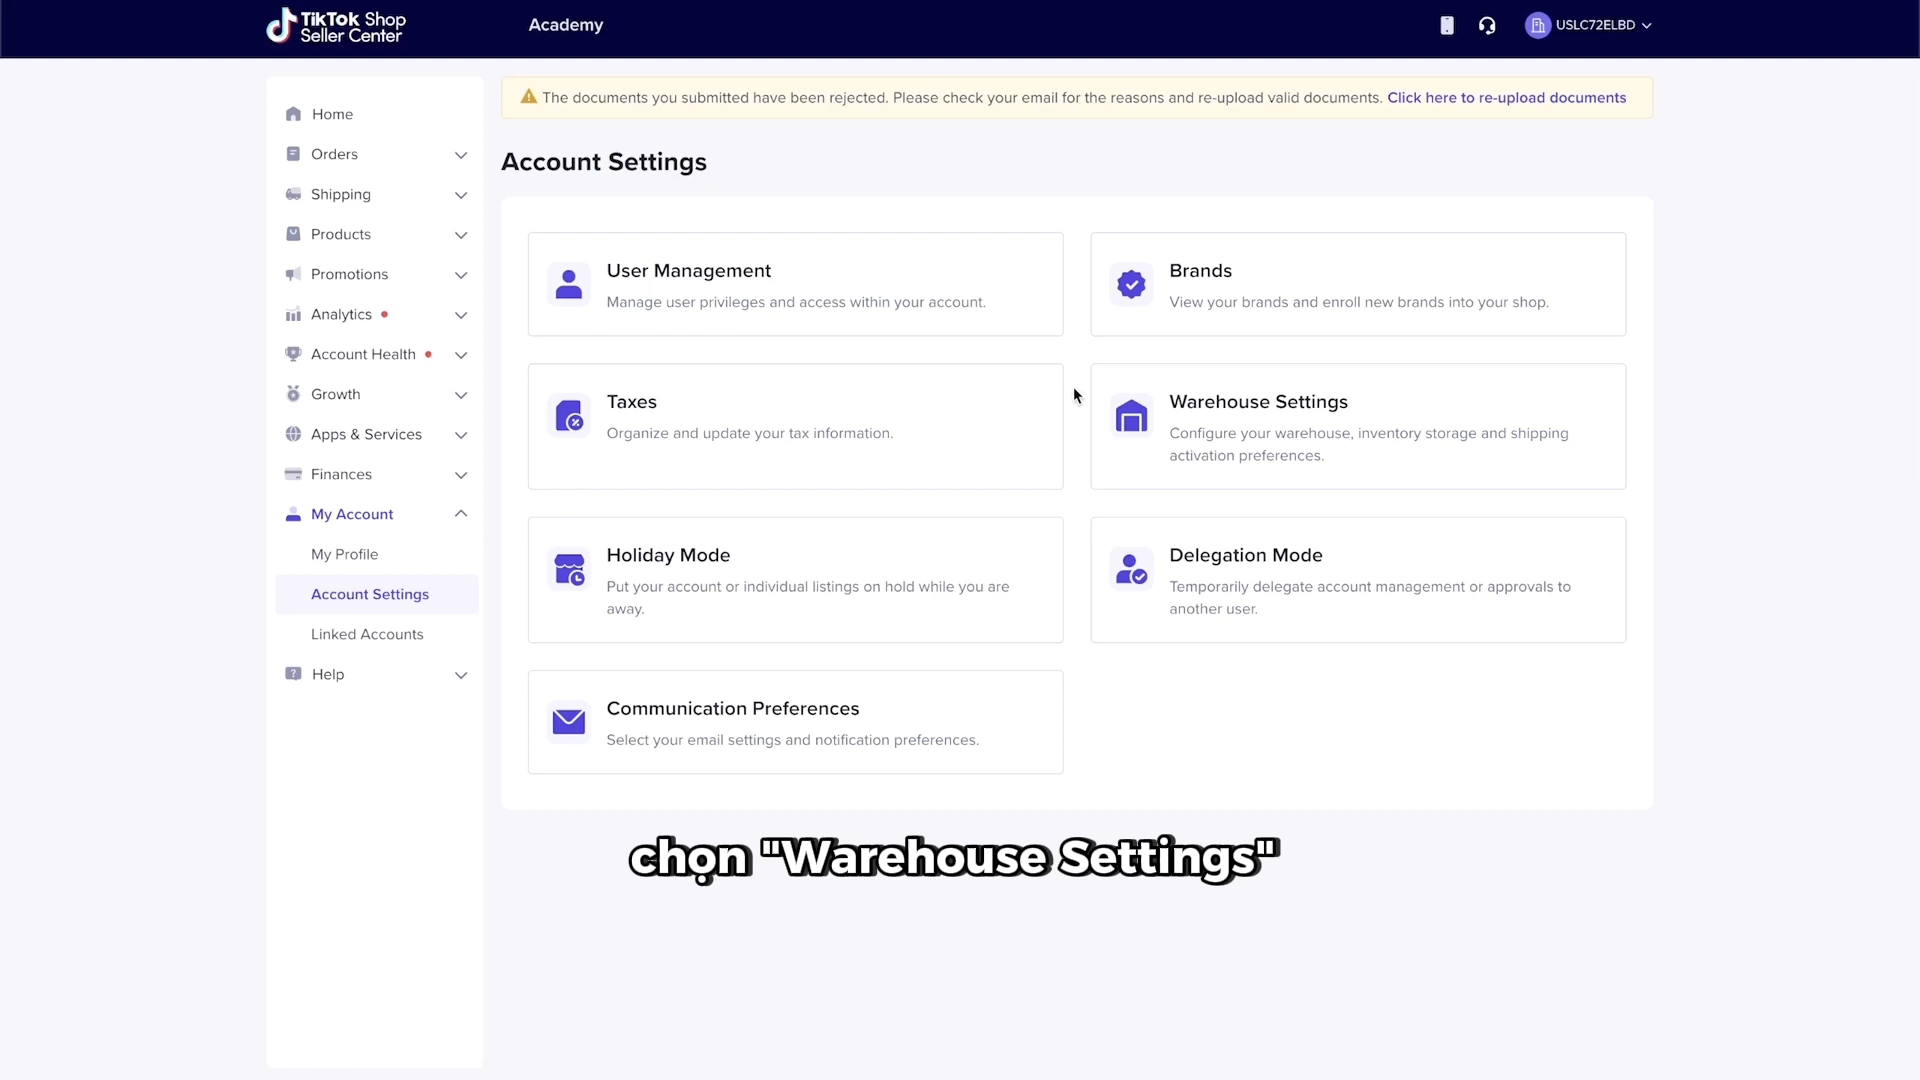 TikTok Shop
Seller Center
Academy
USLC72ELBD
Home
Orders
Shipping
Products
Promotions
Analytics
Account Health
Growth
Apps & Services
Finances
My Account
My Profile
Account Settings
Linked Accounts
Help
The documents you submitted have been rejected. Please check your email for the reasons and re-upload valid documents. Click here to re-upload documents
Account Settings
User Management
Manage user privileges and access within your account.
Brands
View your brands and enroll new brands into your shop.
Taxes
Organize and update your tax information.
Warehouse Settings
Configure your warehouse, inventory storage and shipping
activation preferences.
Holiday Mode
Put your account or individual listings on hold while you are
away.
Delegation Mode
Temporarily delegate account management or approvals to
another user.
Communication Preferences
Select your email settings and notification preferences.
chọn "Warehouse Settings"